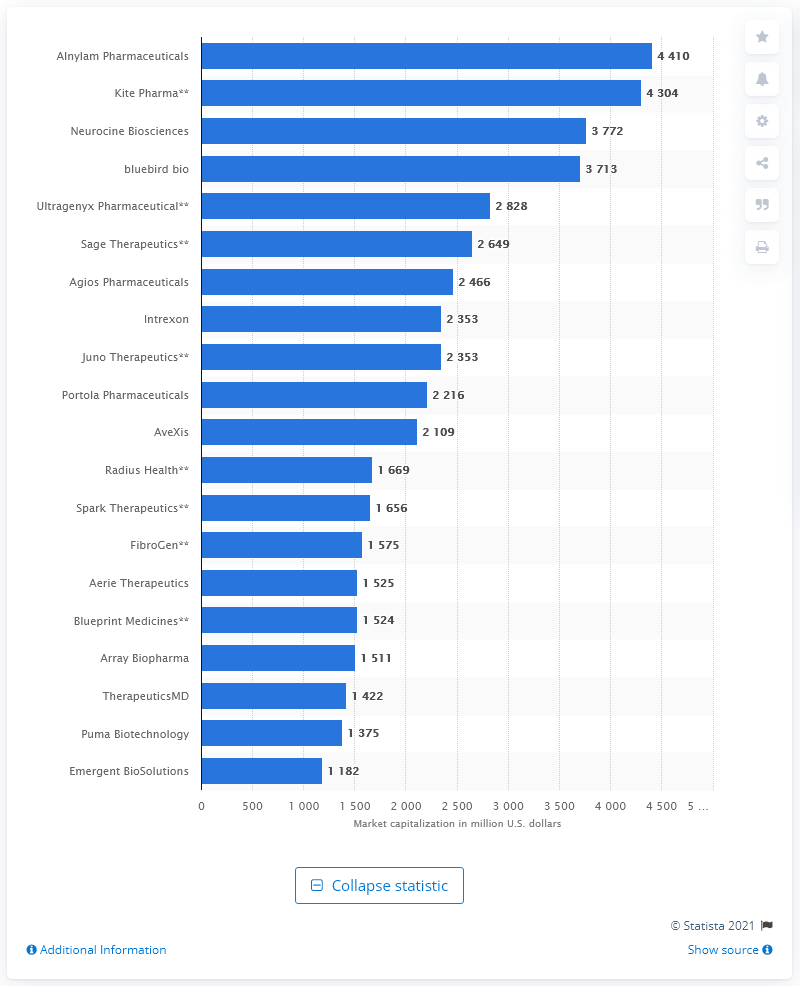 Alnylam Pharmaceuticals 4 410
Kite Pharma** 4 304
Neurocine Biosciences 3 772
bluebird bio 3 713
Ultragenyx Pharmaceutical** 2 828
Sage Therapeutics** 2 649
Agios Pharmaceuticals 2 466
Intrexon 2 353
Juno Therapeutics** 2 353
Portola Pharmaceuticals 2 216
AveXis 2 109
Radius Health** 1 669
Spark Therapeutics** 1 656
FibroGen** 1 575
Aerie Therapeutics 1 525
Blueprint Medicines** 1 524
Array Biopharma 1 511
TherapeuticsMD 1 422
Puma Biotechnology 1 375
Emergent BioSolutions 1 182
0 500 1 000 1 500 2 000 2 500 3 000 3 500 4 000 4 500 5 ...
Market capitalization in million U.S. dollars
Collapse statistic
© Statista 2021
Additional Information Show source